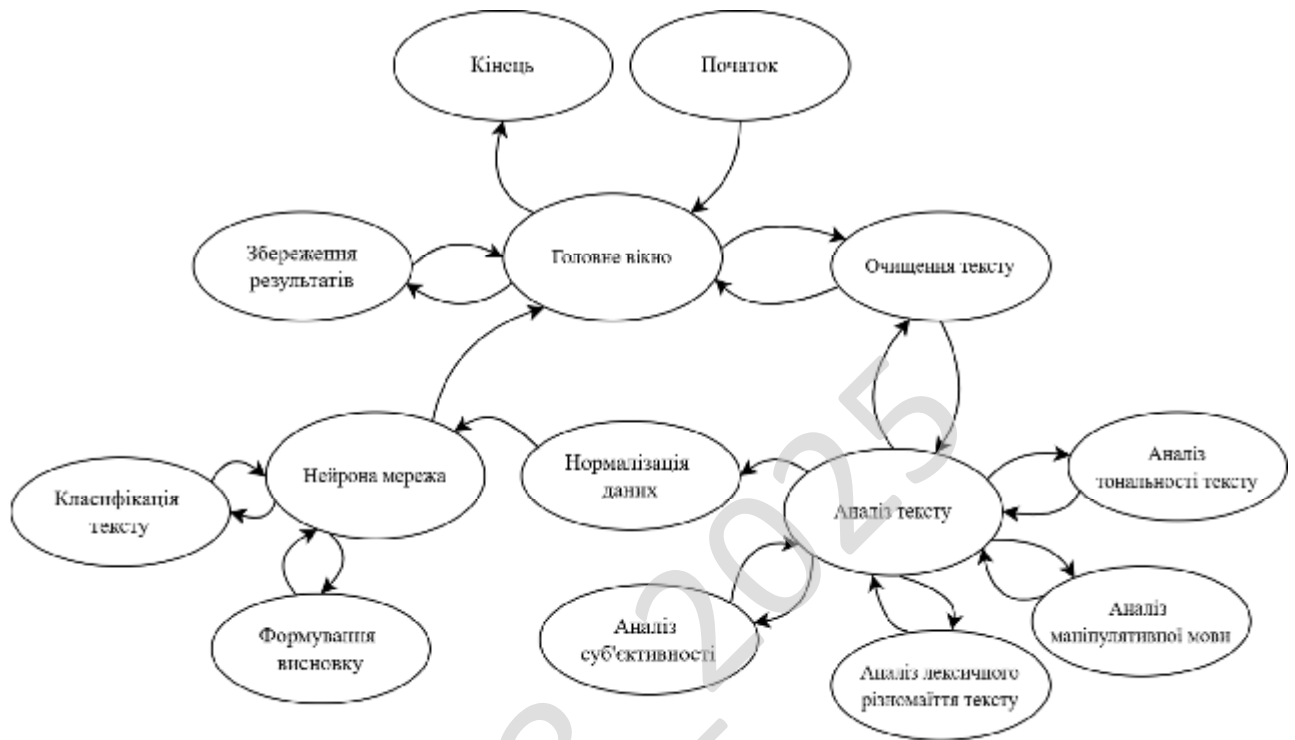 Кінець
Початок
Збереження
результатів
Головне вікно
Очищення тексту
Нейрона мережа
Нормалізація
даних
Аналіз
тональності тексту
Класифікація
тексту
Аналіз тексту
Формування
висновку
Аналіз
суб'єктивності
Аналіз
маніпулятивної мови
Аналіз лексичного
різномаїття тексту
2025